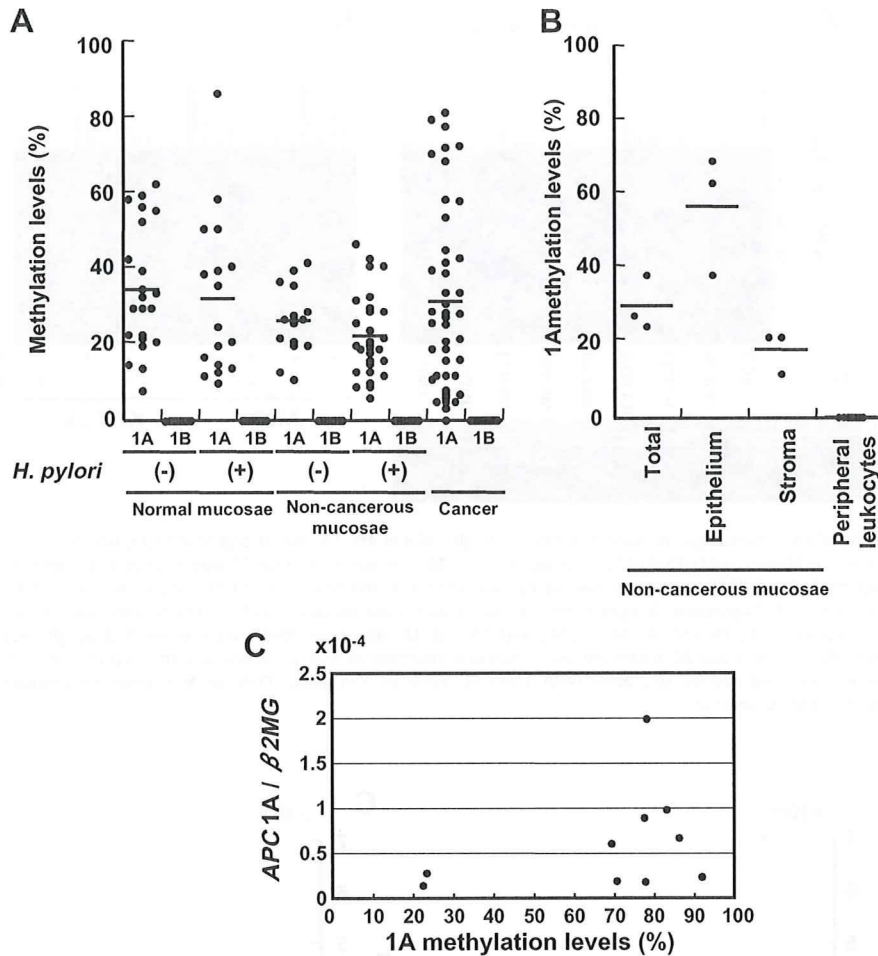 A
Methylation levels (%)
100
80
60
40
20
0
1A 1B 1A 1B 1A 1B 1A 1B 1A 1B
H. pylori (-) (+) (-) (+)
Normal mucosae Non-cancerous mucosae Cancer
B
1Amethylation levels (%)
100
80
60
40
20
0
Total
Epithelium
Stroma
Peripheral
leukocytes
Non-cancerous mucosae
C
x10-4
APC1A / β2MG
2.5
2
1.5
1
0.5
0
0 10 20 30 40 50 60 70 80 90 100
1A methylation levels (%)